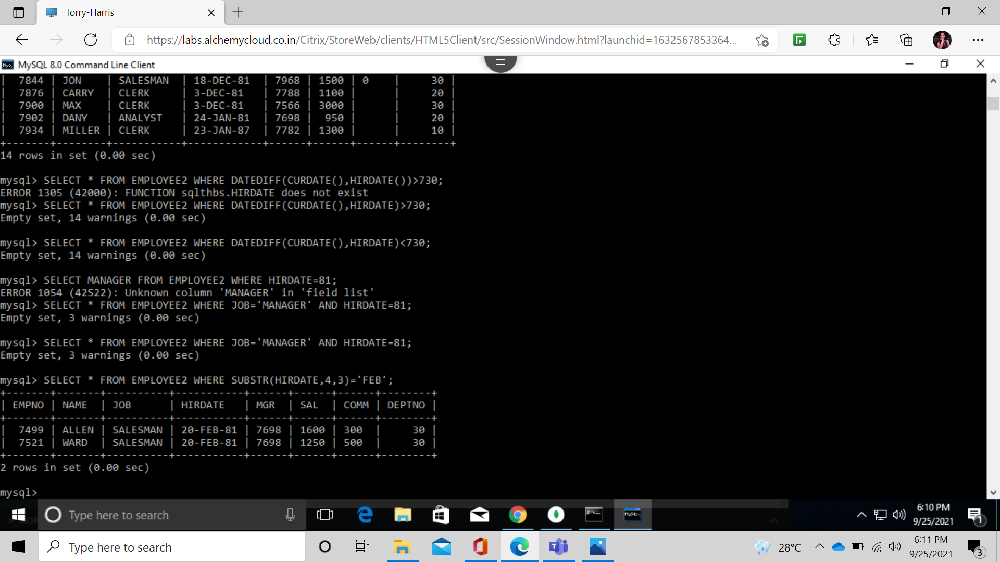 Torry-Harris
https://labs.alchemycloud.co.in/Citrix/StoreWeb/clients/HTML5Client/src/SessionWindow.html?launchid=1632567853364...
MySQL 8.0 Command Line Client
|  7844 | JON    | SALESMAN  | 18-DEC-81  | 7968 | 1500 | 0    |     30 |
|  7876 | CARRY  | CLERK     | 3-DEC-81   | 7788 | 1100 |      |     20 |
|  7900 | MAX    | CLERK     | 3-DEC-81   | 7566 | 3000 |      |     30 |
|  7902 | DANY   | ANALYST   | 24-JAN-81  | 7698 |  950 |      |     20 |
|  7934 | MILLER | CLERK     | 23-JAN-87  | 7782 | 1300 |      |     10 |
+-------+--------+-----------+------------+------+------+------+--------+
14 rows in set (0.00 sec)
mysql> SELECT * FROM EMPLOYEE2 WHERE DATEDIFF(CURDATE(),HIRDATE())>730;
ERROR 1305 (42000): FUNCTION sqlthbs.HIRDATE does not exist
mysql> SELECT * FROM EMPLOYEE2 WHERE DATEDIFF(CURDATE(),HIRDATE)>730;
Empty set, 14 warnings (0.00 sec)
mysql> SELECT * FROM EMPLOYEE2 WHERE DATEDIFF(CURDATE(),HIRDATE)<730;
Empty set, 14 warnings (0.00 sec)
mysql> SELECT MANAGER FROM EMPLOYEE2 WHERE HIRDATE=81;
ERROR 1054 (42S22): Unknown column 'MANAGER' in 'field list'
mysql> SELECT * FROM EMPLOYEE2 WHERE JOB='MANAGER' AND HIRDATE=81;
Empty set, 3 warnings (0.00 sec)
mysql> SELECT * FROM EMPLOYEE2 WHERE JOB='MANAGER' AND HIRDATE=81;
Empty set, 3 warnings (0.00 sec)
mysql> SELECT * FROM EMPLOYEE2 WHERE SUBSTR(HIRDATE,4,3)='FEB';
+-------+-------+----------+-----------+------+------+------+--------+
| EMPNO | NAME  | JOB      | HIRDATE   | MGR  | SAL  | COMM | DEPTNO |
+-------+-------+----------+-----------+------+------+------+--------+
|  7499 | ALLEN | SALESMAN | 20-FEB-81 | 7698 | 1600 | 300  |     30 |
|  7521 | WARD  | SALESMAN | 20-FEB-81 | 7698 | 1250 | 500  |     30 |
+-------+-------+----------+-----------+------+------+------+--------+
2 rows in set (0.00 sec)
mysql>
Type here to search
6:10 PM
9/25/2021
1
Type here to search
28°C
6:11 PM
9/25/2021
3